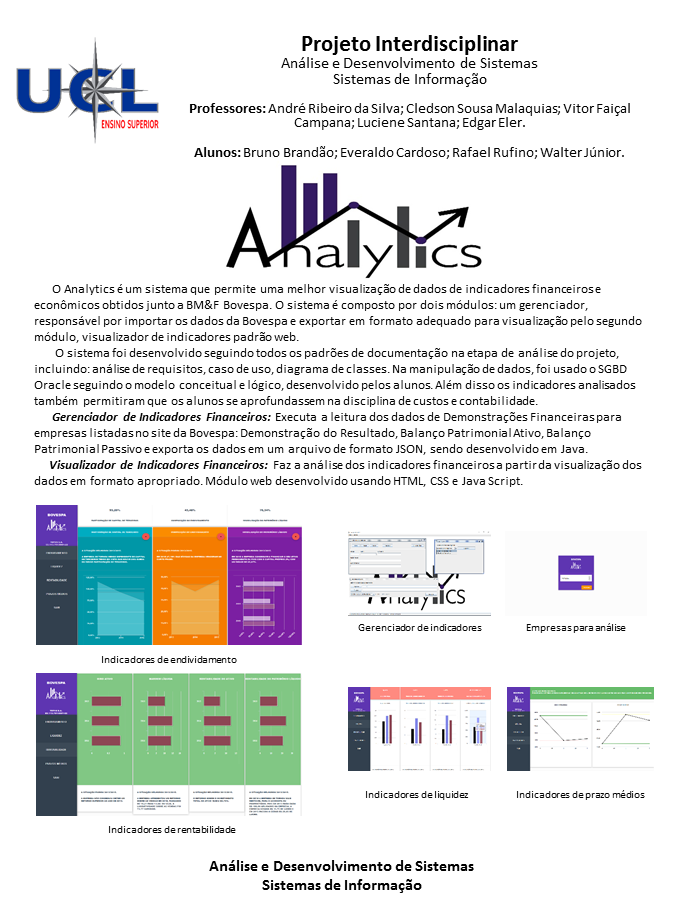 Projeto Interdisciplinar
Análise e Desenvolvimento de Sistemas
Sistemas de Informação
UCL
ENSINO SUPERIOR
Professores: André Ribeiro da Silva; Cledson Sousa Malaquias; Vitor Faiçal
Campana; Luciene Santana; Edgar Eler.
Alunos: Bruno Brandão; Everaldo Cardoso; Rafael Rufino; Walter Júnior.
Analytics
O Analytics é um sistema que permite uma melhor visualização de dados de indicadores financeiros e
econômicos obtidos junto a BM&F Bovespa. O sistema é composto por dois módulos: um gerenciador,
responsável por importar os dados da Bovespa e exportar em formato adequado para visualização pelo segundo
módulo, visualizador de indicadores padrão web.
O sistema foi desenvolvido seguindo todos os padrões de documentação na etapa de análise do projeto,
incluindo: análise de requisitos, caso de uso, diagrama de classes. Na manipulação de dados, foi usado o SGBD
Oracle seguindo o modelo conceitual e lógico, desenvolvido pelos alunos. Além disso os indicadores analisados
também permitiram que os alunos se aprofundassem na disciplina de custos e contabilidade.
Gerenciador de Indicadores Financeiros: Executa a leitura dos dados de Demonstrações Financeiras para
empresas listadas no site da Bovespa: Demonstração do Resultado, Balanço Patrimonial Ativo, Balanço
Patrimonial Passivo e exporta os dados em um arquivo de formato JSON, sendo desenvolvido em Java.
Visualizador de Indicadores Financeiros: Faz a análise dos indicadores financeiros a partir da visualização dos
dados em formato apropriado. Módulo web desenvolvido usando HTML, CSS e Java Script.
BOVESPA
Analytics
Indicadores de endividamento
Analytics
Gerenciador de indicadores
Empresas para análise
BOVESPA
Analytics
Indicadores de rentabilidade
BOVESPA
Indicadores de liquidez
BOVESPA
Indicadores de prazo médios
Análise e Desenvolvimento de Sistemas
Sistemas de Informação